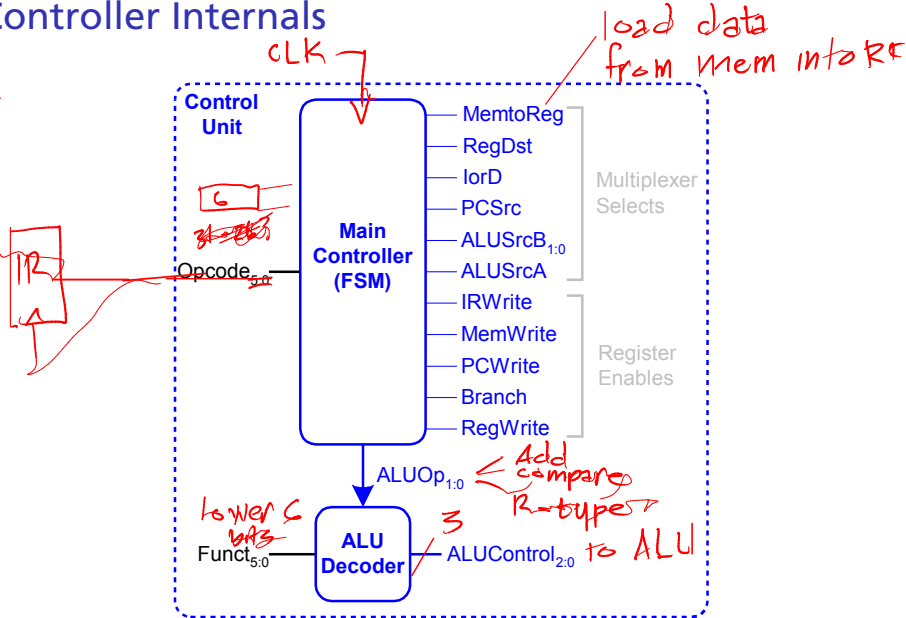 Controller Internals
CLK
load data
from mem into RF
Control
Unit
MemtoReg
RegDst
IorD
PCSrc
ALUSrcB1:0
ALUSrcA
Multiplexer
Selects
6
Main
Controller
(FSM)
IR
Opcode5:0
IRWrite
MemWrite
PCWrite
Branch
RegWrite
Register
Enables
ALUOp1:0
Add
compare
R-type
Lower 6
bits
Funct5:0
ALU
Decoder
3
ALUControl2:0
to ALU